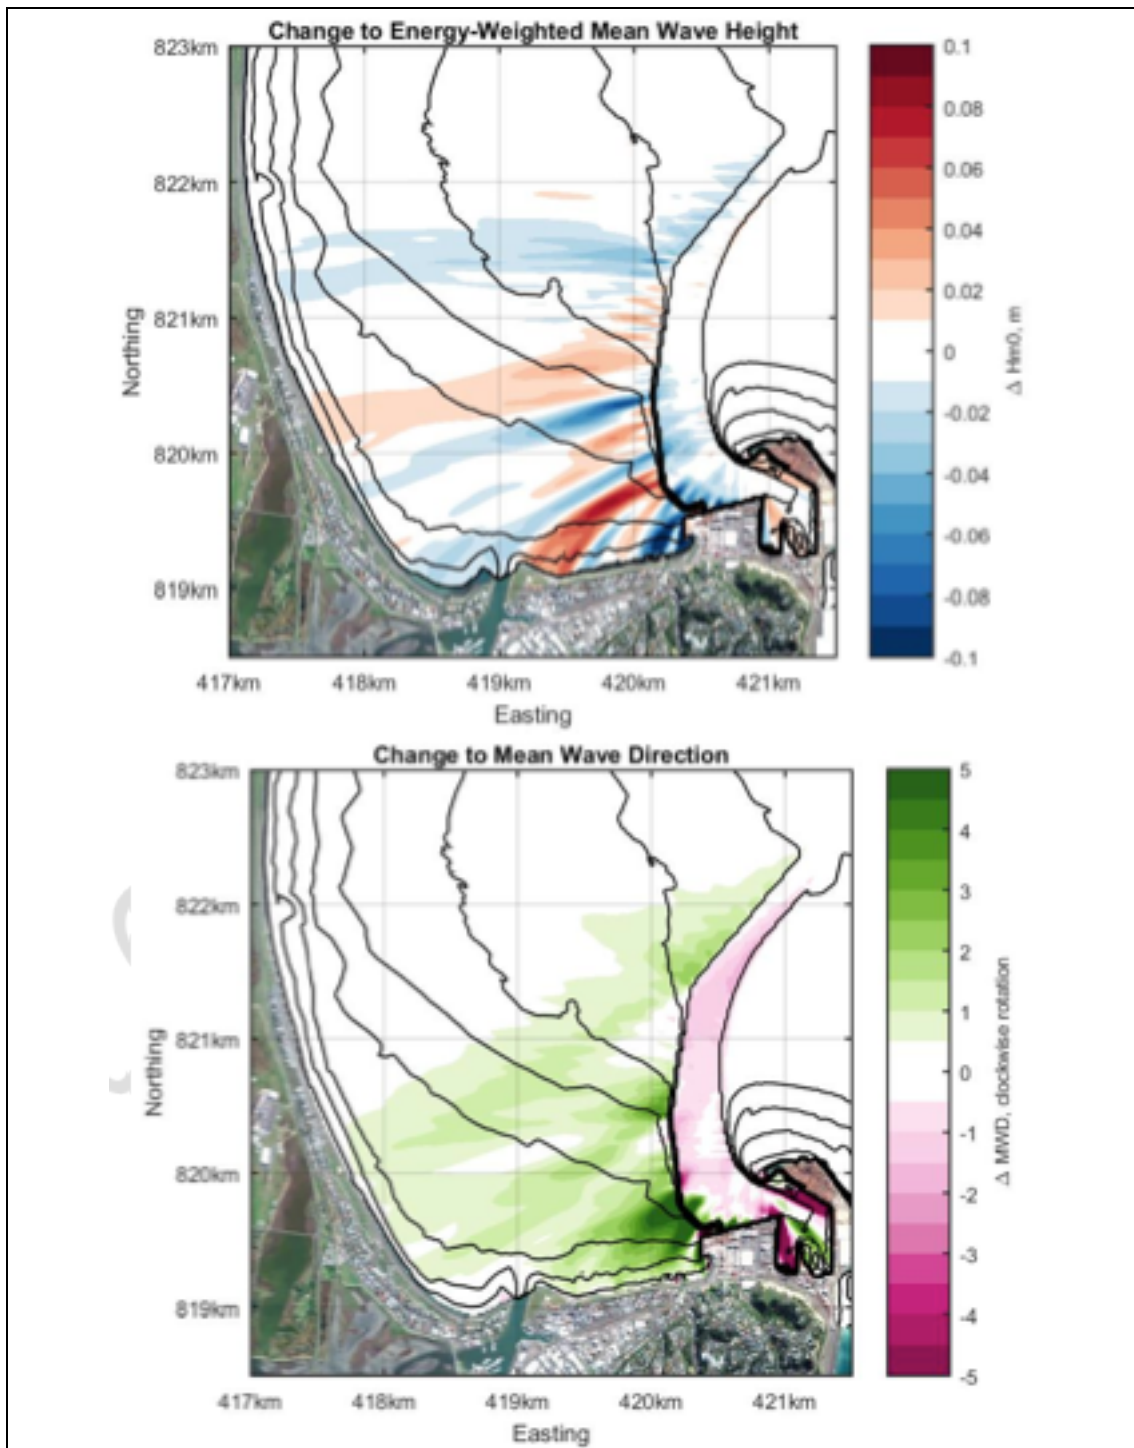 Change to Energy-Weighted Mean Wave Height
823km
822km
821km
820km
819km
Northing
417km 418km 419km 420km 421km
Easting
0.1
0.08
0.06
0.04
0.02
0
-0.02
-0.04
-0.06
-0.08
-0.1
Δ Hm0, m
Change to Mean Wave Direction
823km
822km
821km
820km
819km
Northing
417km 418km 419km 420km 421km
Easting
5
4
3
2
1
0
-1
-2
-3
-4
-5
Δ MWD, clockwise rotation